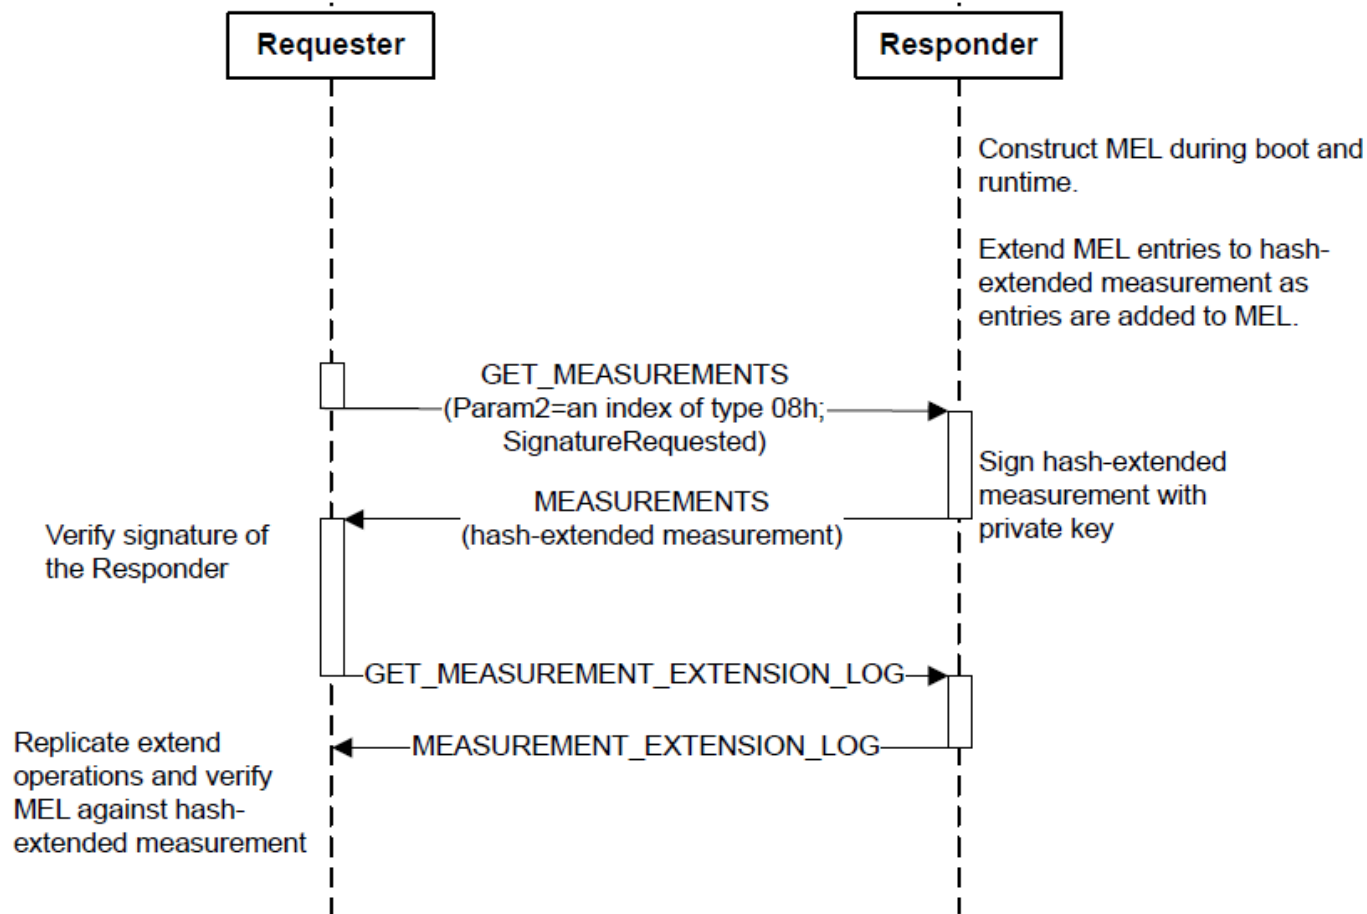 Requester
Responder
Construct MEL during boot and
runtime.
Extend MEL entries to hash-
extended measurement as
entries are added to MEL.
GET_MEASUREMENTS
(Param2=an index of type 08h;
SignatureRequested)
Sign hash-extended
measurement with
private key
MEASUREMENTS
(hash-extended measurement)
Verify signature of
the Responder
GET_MEASUREMENT_EXTENSION_LOG
MEASUREMENT_EXTENSION_LOG
Replicate extend
operations and verify
MEL against hash-
extended measurement